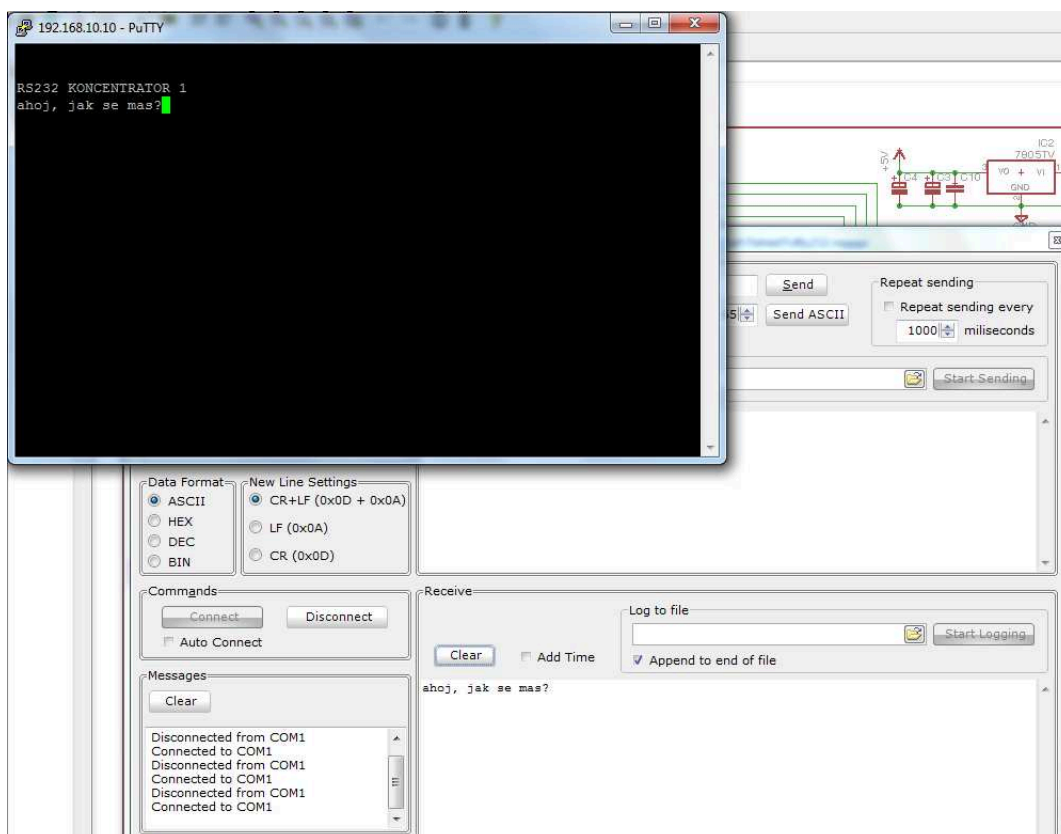 192.168.10.10 - PuTTY
RS232 KONCENTRATOR 1
ahoj, jak se mas?
IC2
7805TV
+5V
C4
C3
C10
3
VO
VI
1
GND
Send
Send ASCII
Repeat sending
Repeat sending every
1000 miliseconds
Start Sending
Data Format
ASCII
HEX
DEC
BIN
New Line Settings
CR+LF (0x0D + 0x0A)
LF (0x0A)
CR (0x0D)
Commands
Connect
Disconnect
Auto Connect
Messages
Clear
Disconnected from COM1
Connected to COM1
Disconnected from COM1
Connected to COM1
Disconnected from COM1
Connected to COM1
Receive
Clear
Add Time
Log to file
Start Logging
Append to end of file
ahoj, jak se mas?